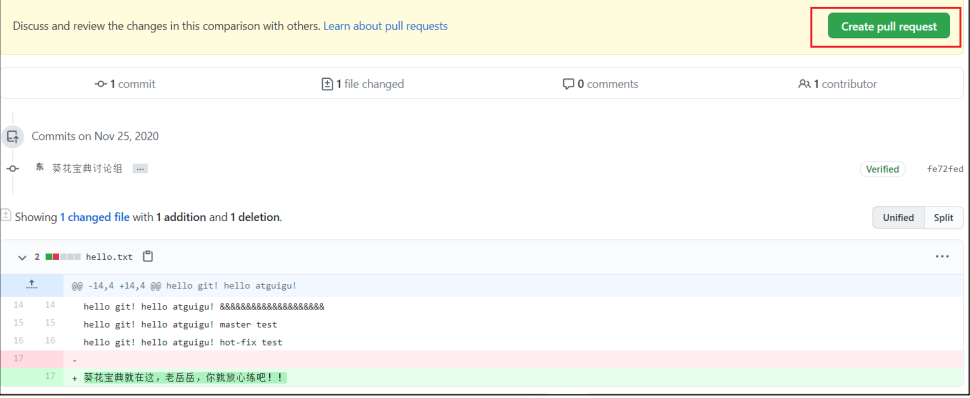 Discuss and review the changes in this comparison with others. Learn about pull requests
Create pull request
1 commit
1 file changed
0 comments
1 contributor
Commits on Nov 25, 2020
东 葵花宝典讨论组 ...
Verified
fe72fed
Showing 1 changed file with 1 addition and 1 deletion.
Unified
Split
2 hello.txt
@@ -14,4 +14,4 @@ hello git! hello atguigu!
14 14 hello git! hello atguigu! &&&&&&&&&&&&&&&&&&&&
15 15 hello git! hello atguigu! master test
16 16 hello git! hello atguigu! hot-fix test
17 -
17 + 葵花宝典就在这，老岳岳，你就放心练吧！！